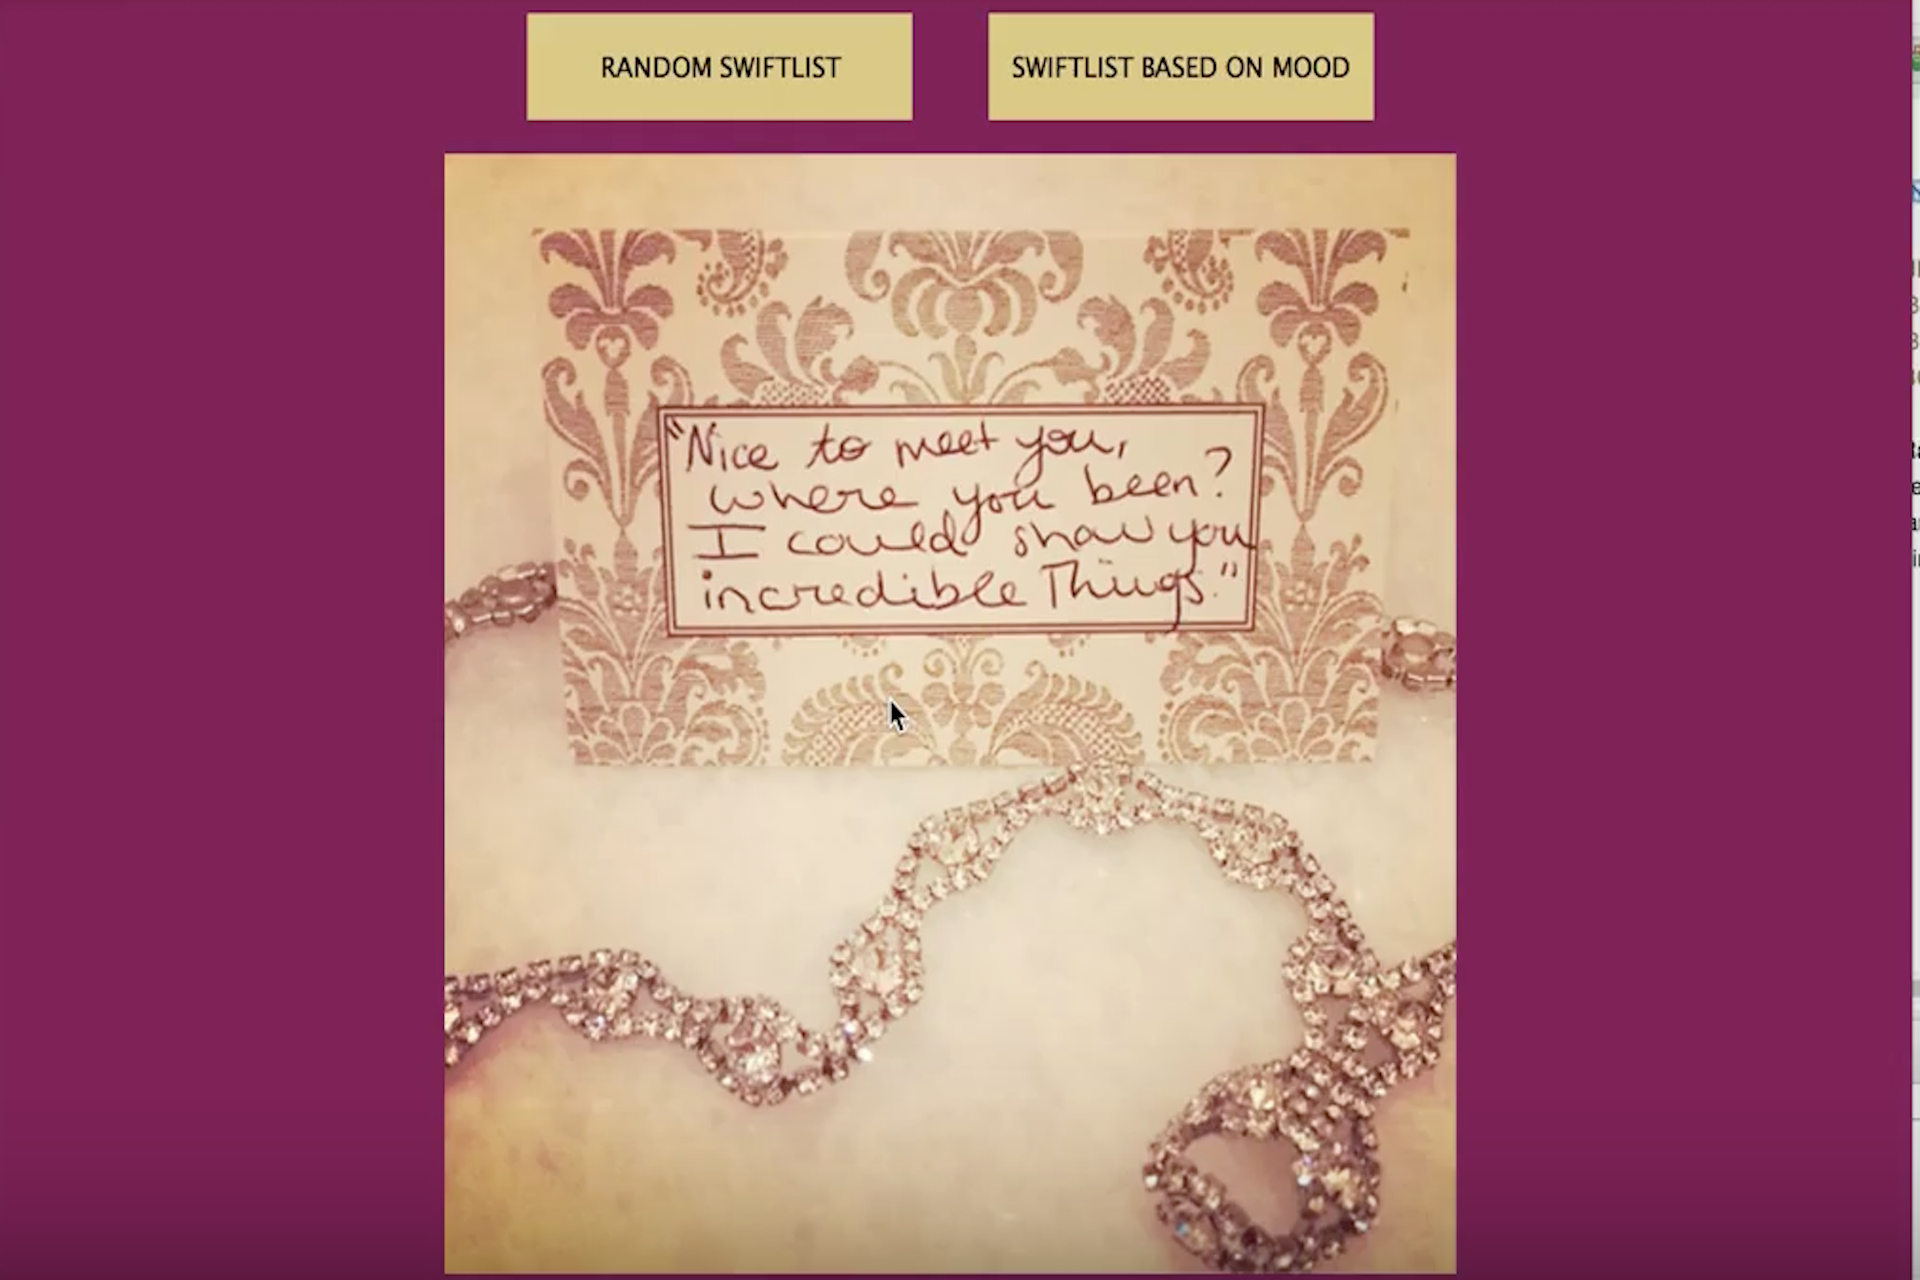 RANDOM SWIFTLIST
SWIFTLIST BASED ON MOOD
"Nice to meet you,
where you been?
I could show you
incredible Things."